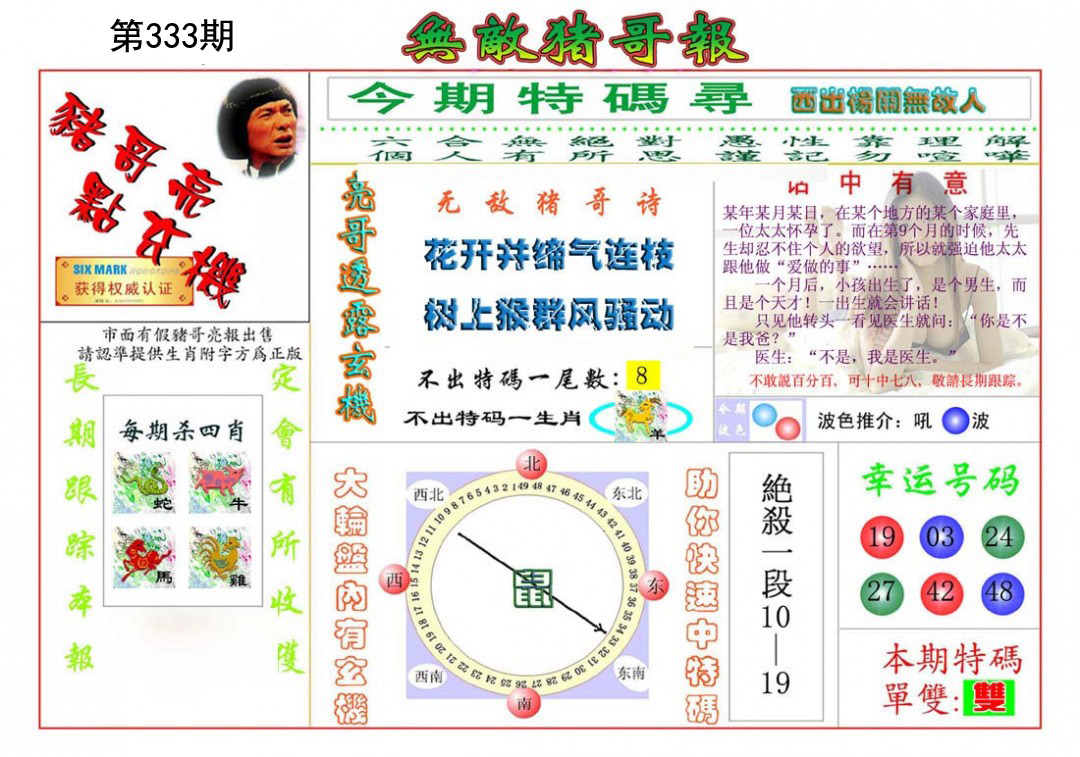 第333期
無敵猪哥報
豬哥亮
點玄機
SIX MARK HONGKONG
获得权威认证
市面有假豬哥亮報出售
請認準提供生肖附字方爲正版
長期跟踪本報
定會有所收獲
每期杀四肖
蛇
牛
馬
雞
今期特碼尋
西出楊關無故人
六合無絕對 愚性靠理解
個人有所思 謹記勿喧嘩
亮哥透露玄機
无敌猪哥诗
花开并缔气连枝
树上猴群风骚动
不出特碼一尾数：8
不出特码一生肖
羊
话中有意
某年某月某日，在某个地方的某个家庭里，
一位太太怀孕了。而在第9个月的时候，先
生却忍不住个人的欲望，所以就强迫他太太
跟他做“爱做的事”……
一个月后，小孩出生了，是个男生，而
且是个天才！一出生就会讲话！
只见他转头一看见医生就问：“你是不
是我爸？”
医生：“不是，我是医生。”
不敢説百分百，可十中七八，敬請長期跟踪。
今期
波色
波色推介：吼
波
大輪盤内有玄機
北
西北
东北
西
东
西南
东南
南
1 2 3 4 5 6 7 8 9 10 11 12 13 14 15 16 17 18 19 20 21 22 23 24 25 26 27 28 29 30 31 32 33 34 35 36 37 38 39 40 41 42 43 44 45 46 47 48 49
助你快速中特碼
絶殺一段10—19
幸运号码
19 03 24
27 42 48
本期特碼
單雙：雙